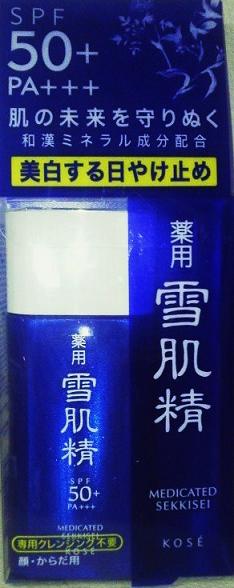 SPF
50+
PA+++
肌の未来を守りぬく
和漢ミネラル成分配合
美白する日やけ止め
薬用
雪肌精
MEDICATED
SEKKISEI
KOSÉ
薬用
雪肌精
SPF
50+
PA+++
MEDICATED
SEKKISEI
KOSÉ
専用クレンジング不要
顔・からだ用